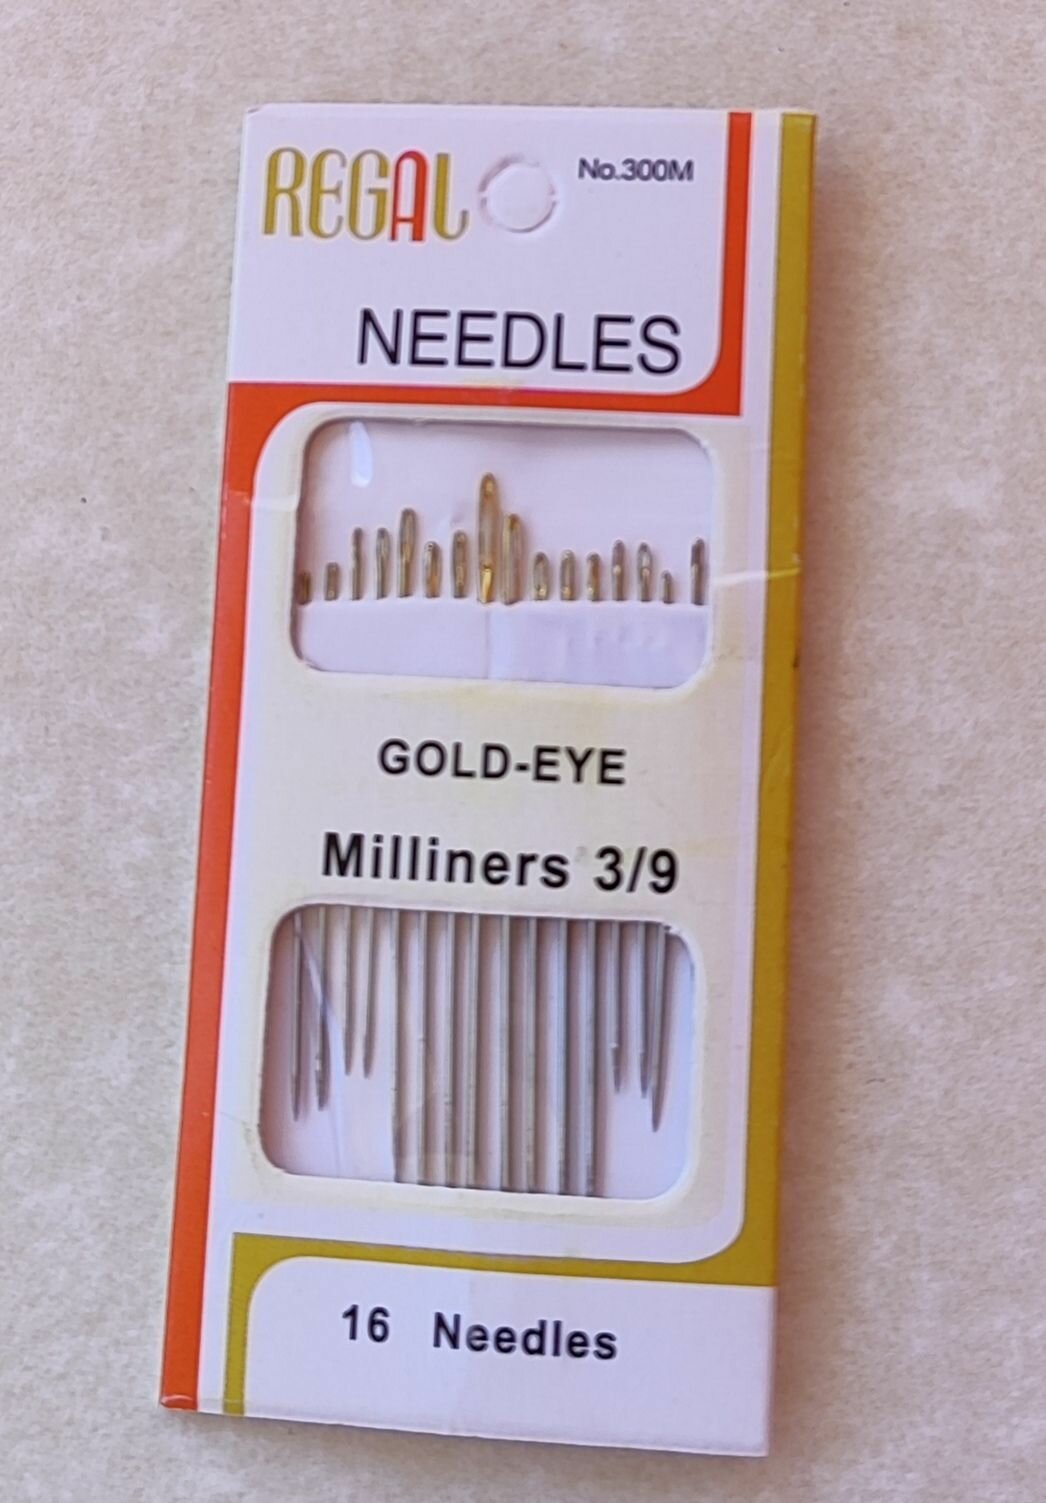 REGAL
No.300M
NEEDLES
GOLD-EYE
Milliners 3/9
16 Needles